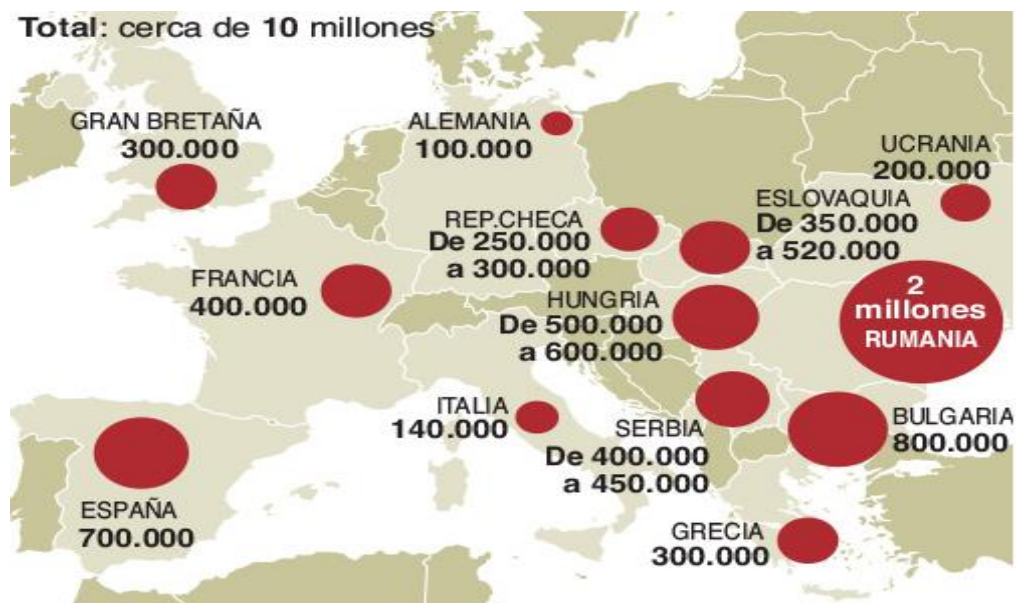 Total: cerca de 10 millones
GRAN BRETAÑA
300.000
ALEMANIA
100.000
UCRANIA
200.000
ESLOVAQUIA
De 350.000
a 520.000
REP.CHECA
De 250.000
a 300.000
FRANCIA
400.000
HUNGRIA
De 500.000
a 600.000
2
millones
RUMANIA
ITALIA
140.000
SERBIA
De 400.000
a 450.000
BULGARIA
800.000
ESPAÑA
700.000
GRECIA
300.000